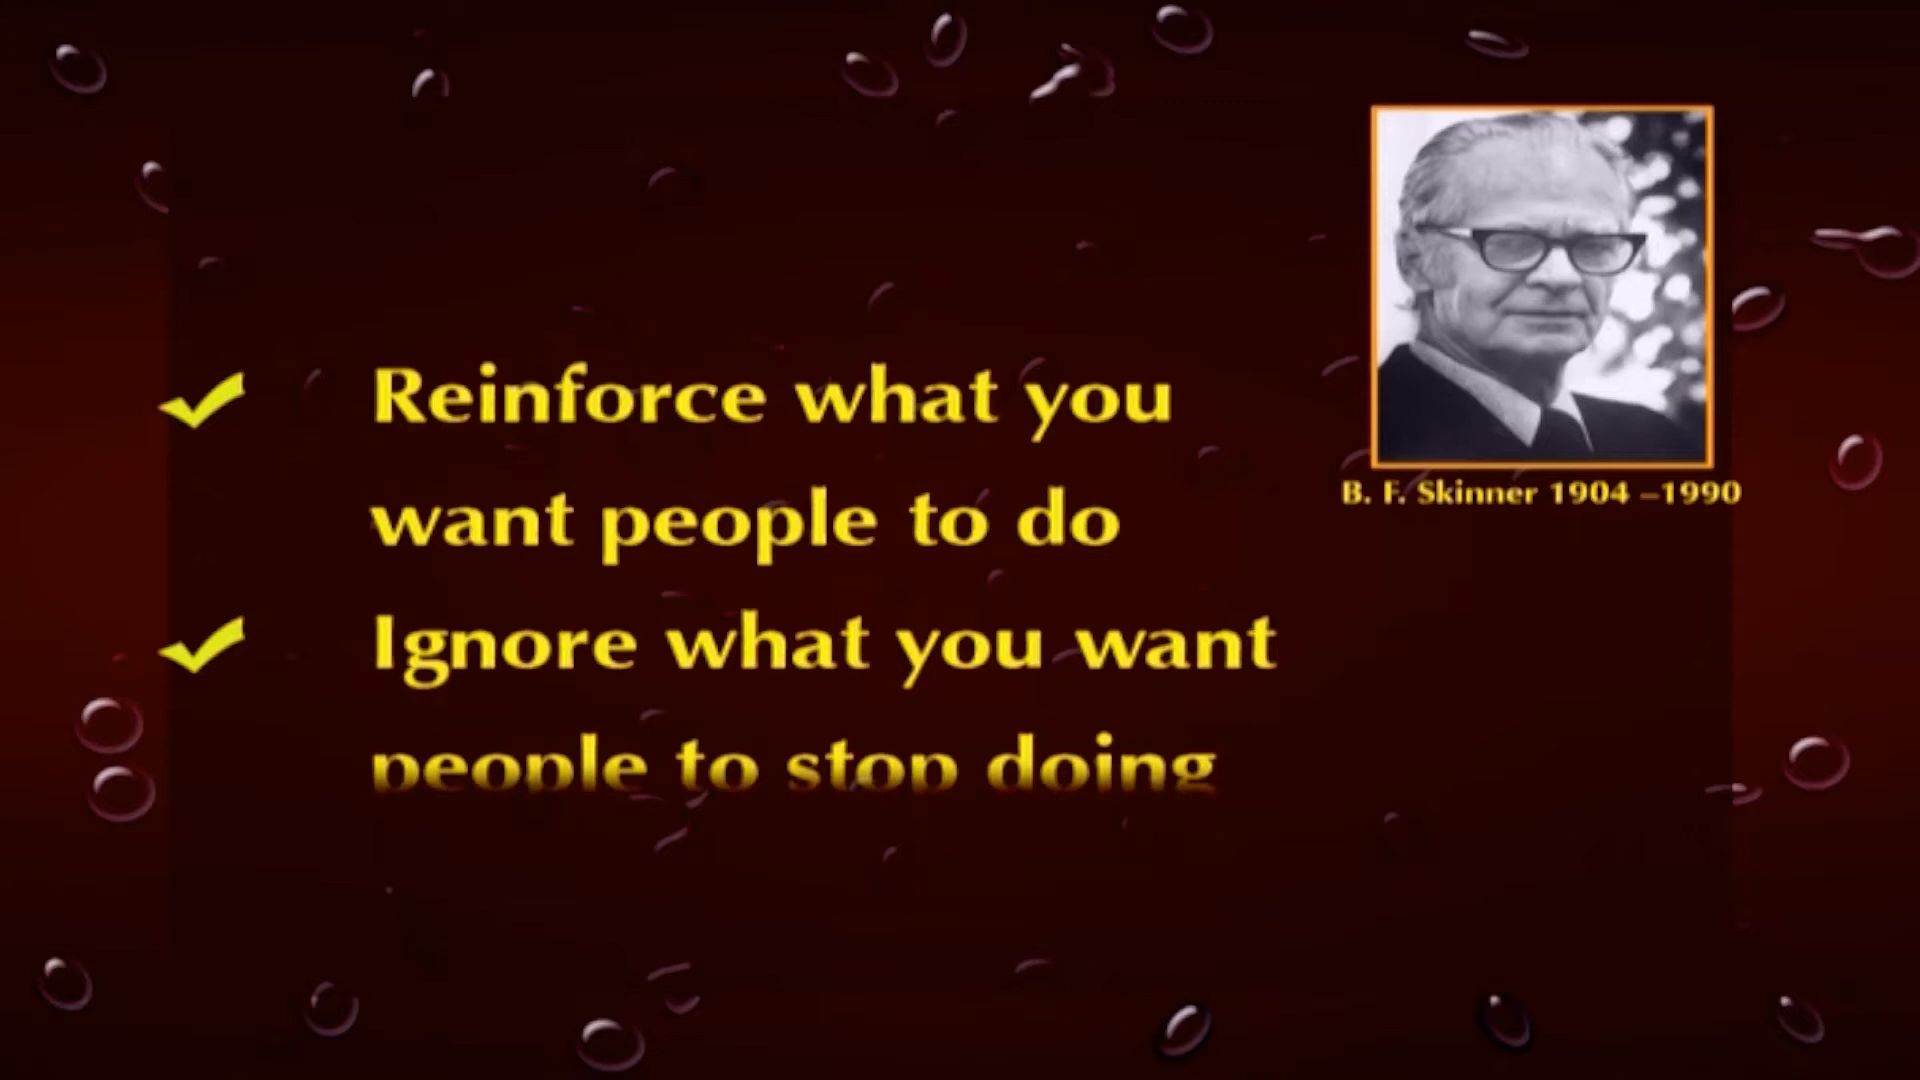 Reinforce what you
want people to do
Ignore what you want
people to stop doing
B. F. Skinner 1904 –1990